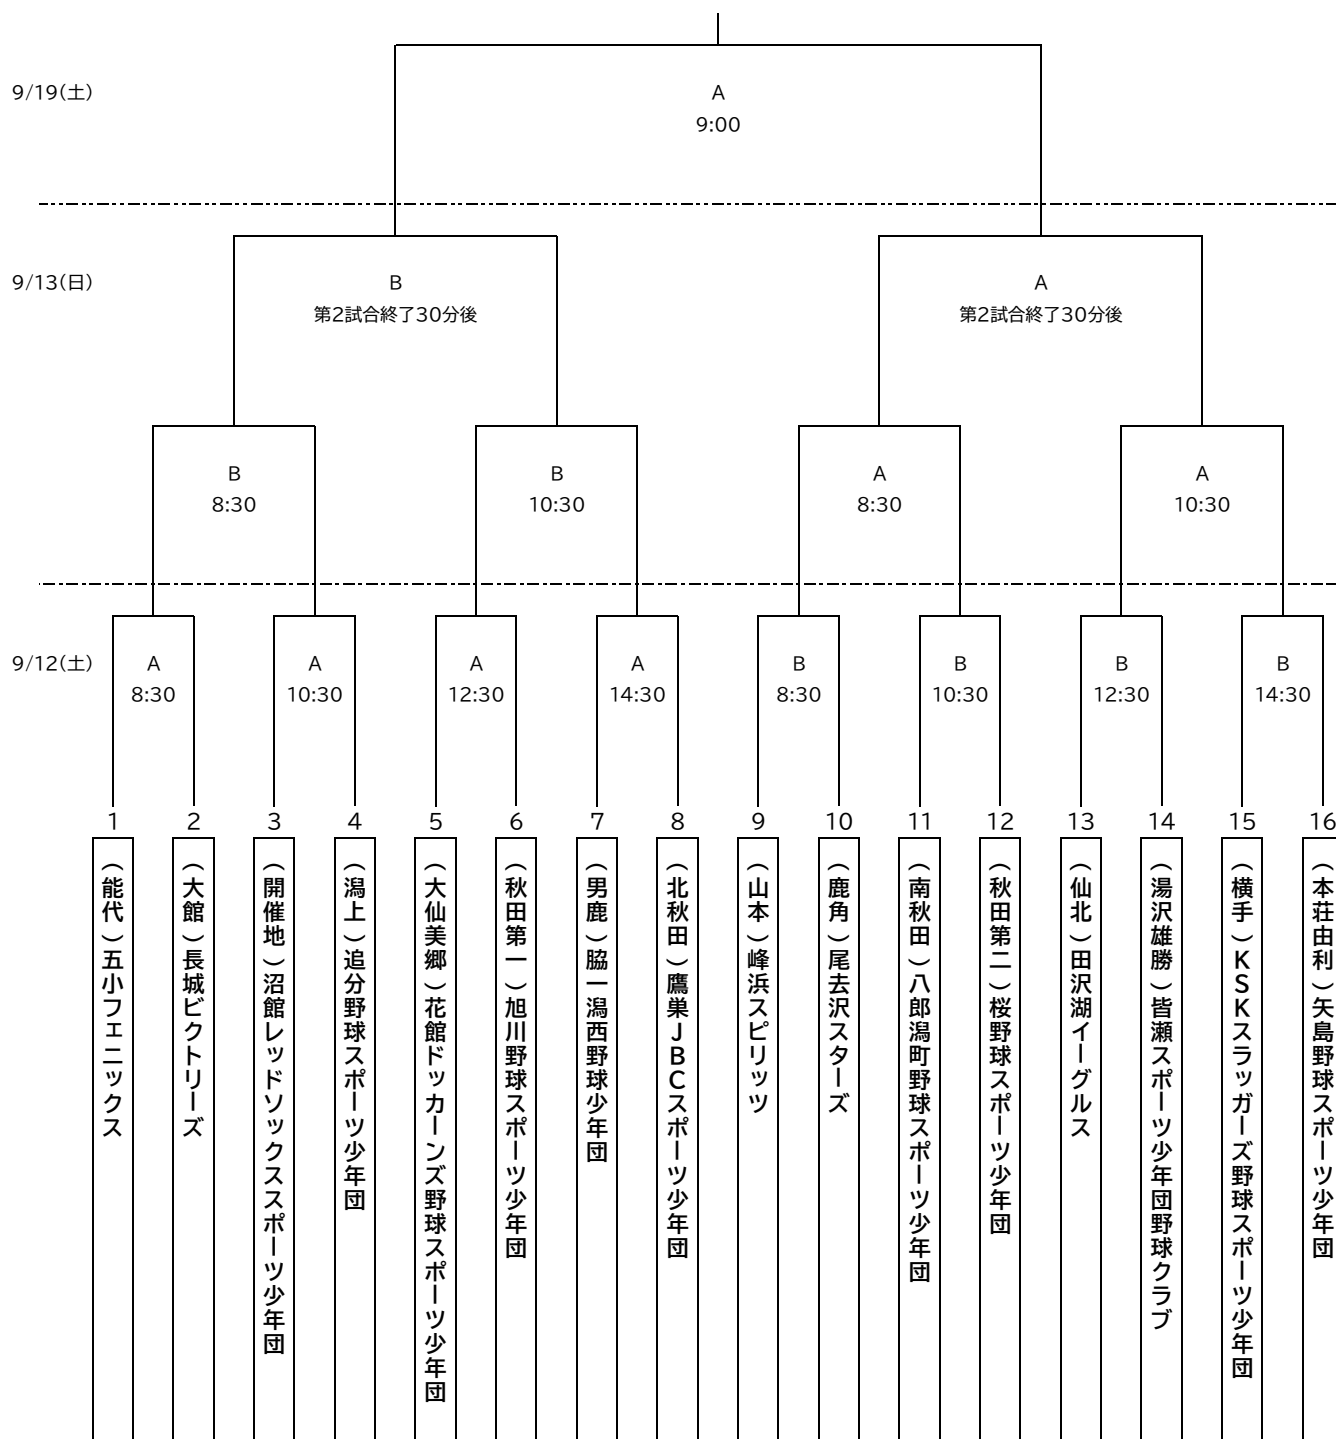 9/19(土)
A
9:00
9/13(日)
B
第2試合終了30分後
A
第2試合終了30分後
B
8:30
B
10:30
A
8:30
A
10:30
9/12(土)
A
8:30
A
10:30
A
12:30
A
14:30
B
8:30
B
10:30
B
12:30
B
14:30
1
2
3
4
5
6
7
8
9
10
11
12
13
14
15
16
(能代)五小フェニックス
(大館)長城ビクトリーズ
(開催地)沼館レッドソックススポーツ少年団
(潟上)追分野球スポーツ少年団
(大仙美郷)花館ドッカーンズ野球スポーツ少年団
(秋田第一)旭川野球スポーツ少年団
(男鹿)脇一潟西野球少年団
(北秋田)鷹巣JBCスポーツ少年団
(山本)峰浜スピリッツ
(鹿角)尾去沢スターズ
(南秋田)八郎潟町野球スポーツ少年団
(秋田第二)桜野球スポーツ少年団
(仙北)田沢湖イーグルス
(湯沢雄勝)皆瀬スポーツ少年団野球クラブ
(横手)KSKスラッガーズ野球スポーツ少年団
(本荘由利)矢島野球スポーツ少年団